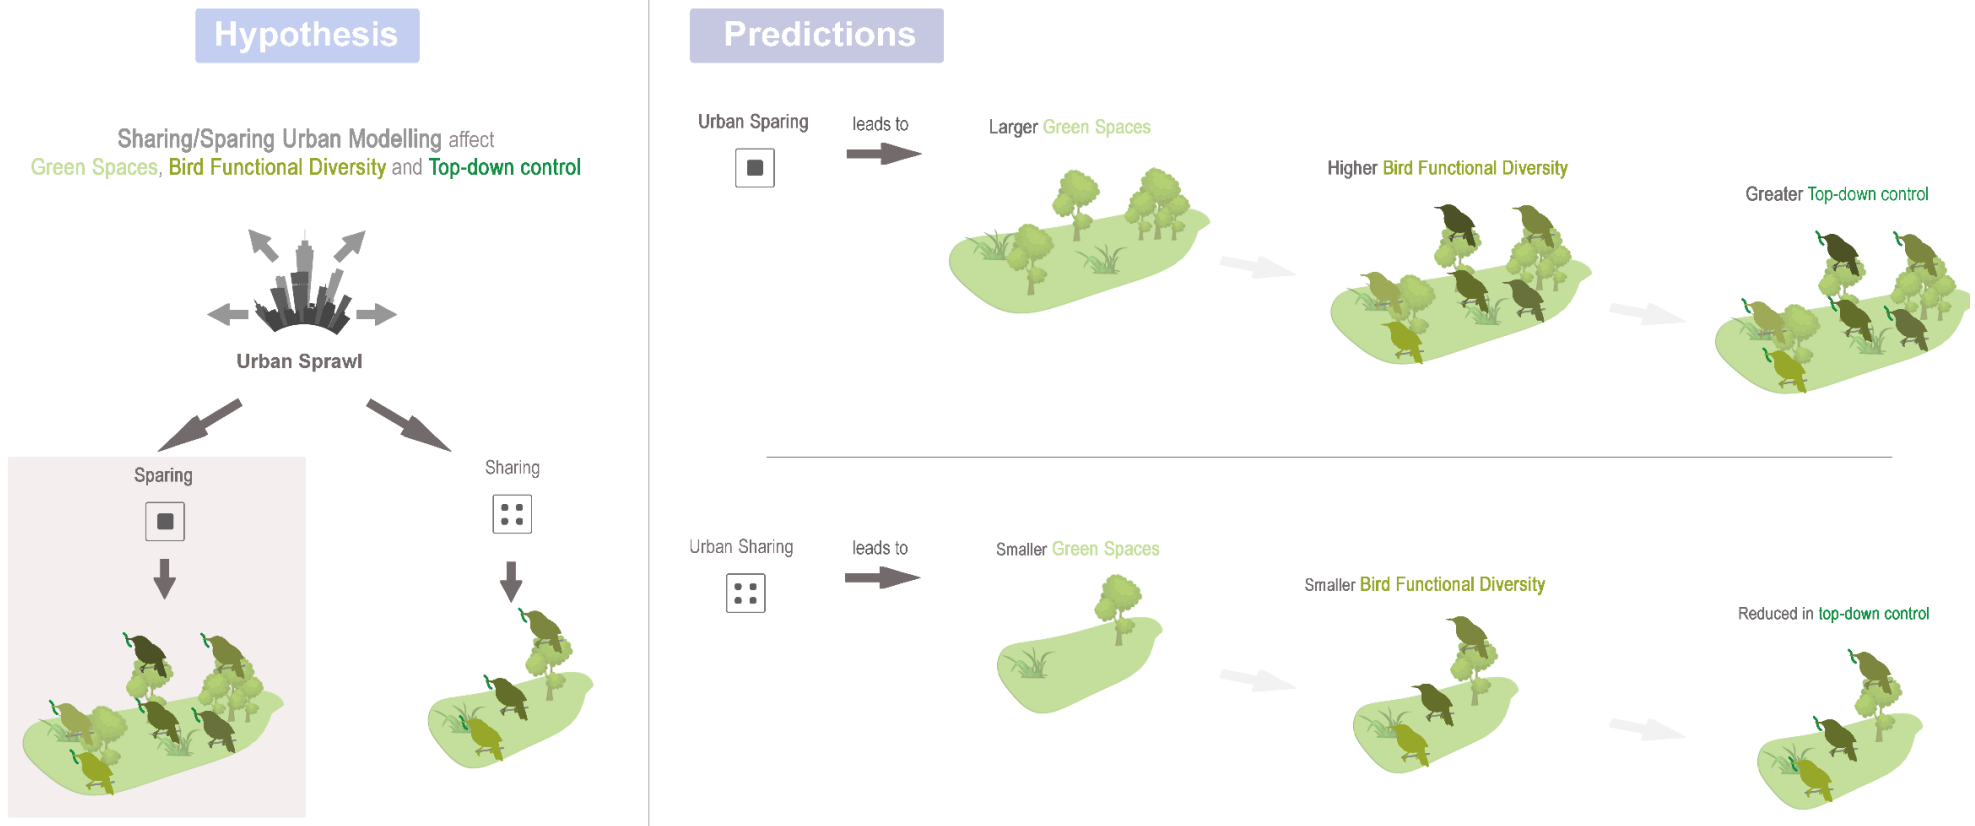 Hypothesis
Sharing/Sparing Urban Modelling affect
Green Spaces, Bird Functional Diversity and Top-down control
Urban Sprawl
Sparing
Sharing
Predictions
Urban Sparing
leads to
Larger Green Spaces
Higher Bird Functional Diversity
Greater Top-down control
Urban Sharing
leads to
Smaller Green Spaces
Smaller Bird Functional Diversity
Reduced in top-down control